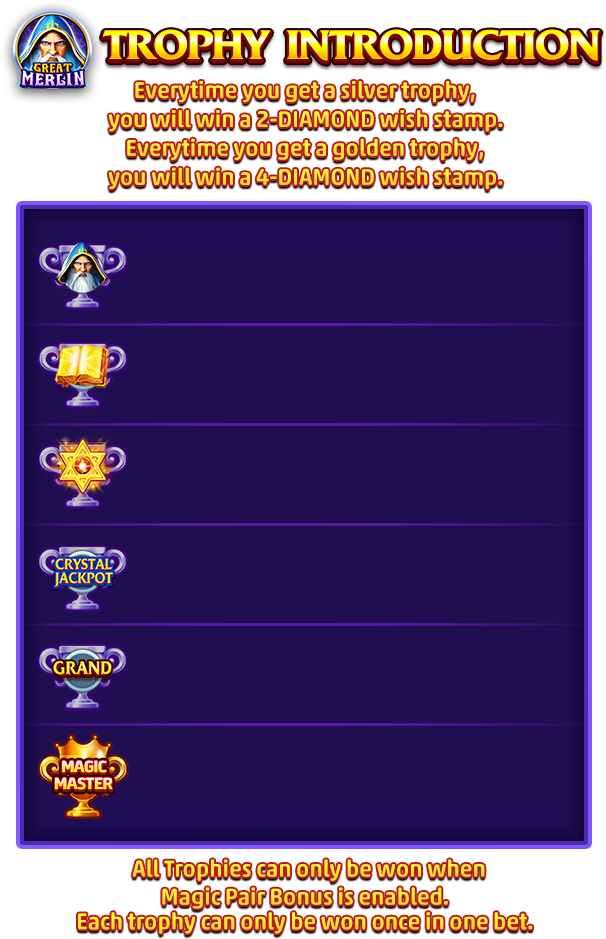 GREAT
MERLIN
TROPHY INTRODUCTION
Everytime you get a silver trophy,
you will win a 2-DIAMOND wish stamp.
Everytime you get a golden trophy,
you will win a 4-DIAMOND wish stamp.
CRYSTAL
JACKPOT
GRAND
MAGIC
MASTER
All Trophies can only be won when
Magic Pair Bonus is enabled.
Each trophy can only be won once in one bet.